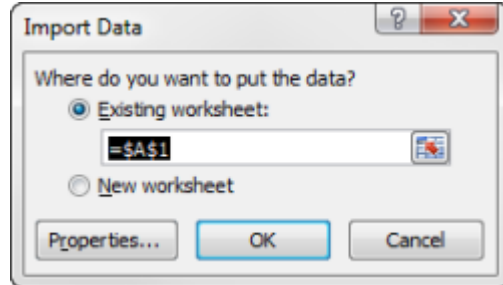 Import Data
Where do you want to put the data?
Existing worksheet:
=$A$1
New worksheet
Properties... OK Cancel